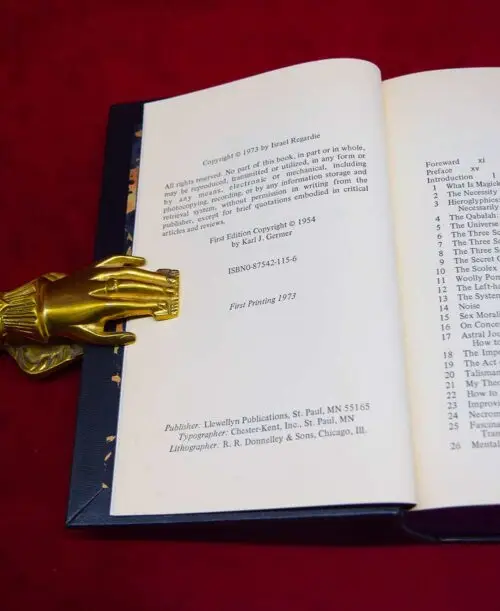 Copyright © 1973 by Israel Regardie
All rights reserved. No part of this book, in part or in whole,
may be reproduced, transmitted or utilized, in any form or
by any means, electronic or mechanical, including
photocopying, recording, or by any information storage and
retrieval system, without permission in writing from the
publisher, except for brief quotations embodied in critical
articles and reviews.
First Edition Copyright © 1954
by Karl J. Germer
ISBN0-87542-115-6
First Printing 1973
Publisher: Llewellyn Publications, St. Paul, MN 55165
Typographer: Chester-Kent, Inc., St. Paul, MN
Lithographer: R. R. Donnelley & Sons, Chicago, Ill.
Foreword xi
Preface xv
Introduction 1
1 What Is Magick
2 The Necessity
3 Hieroglyphics
Necessarily
4 The Qabalah:
5 The Universe
6 The Three Sc
7 The Three Se
8 The Three
9 The Secret C
10 The Scolex
11 Woolly Pom
12 The Left-ha
13 The System
14 Noise
15 Sex Morali
16 On Concen
17 Astral Jou
How to
18 The Impe
19 The Act
20 Talisman
21 My Theo
22 How to
23 Improvi
24 Necrom
25 Fascina
Tran
26 Mental